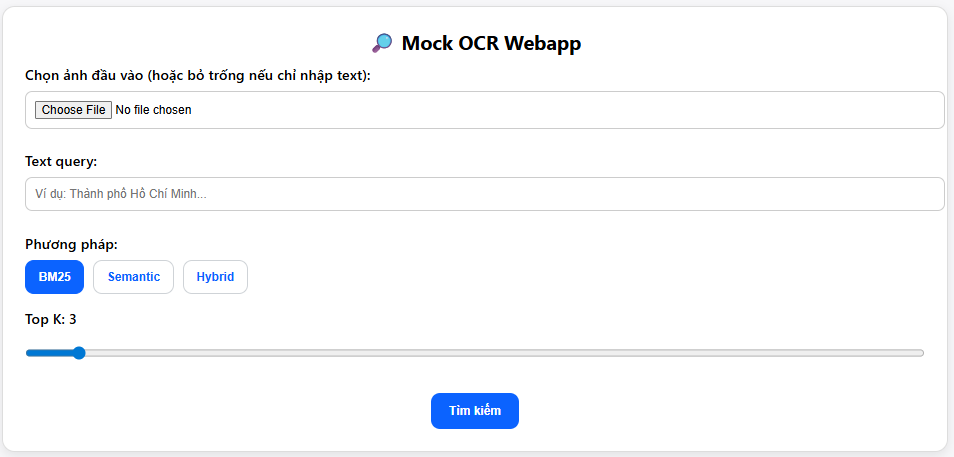 Mock OCR Webapp
Chọn ảnh đầu vào (hoặc bỏ trống nếu chỉ nhập text):
Choose File No file chosen
Text query:
Ví dụ: Thành phố Hồ Chí Minh...
Phương pháp:
BM25 Semantic Hybrid
Top K: 3
Tìm kiếm